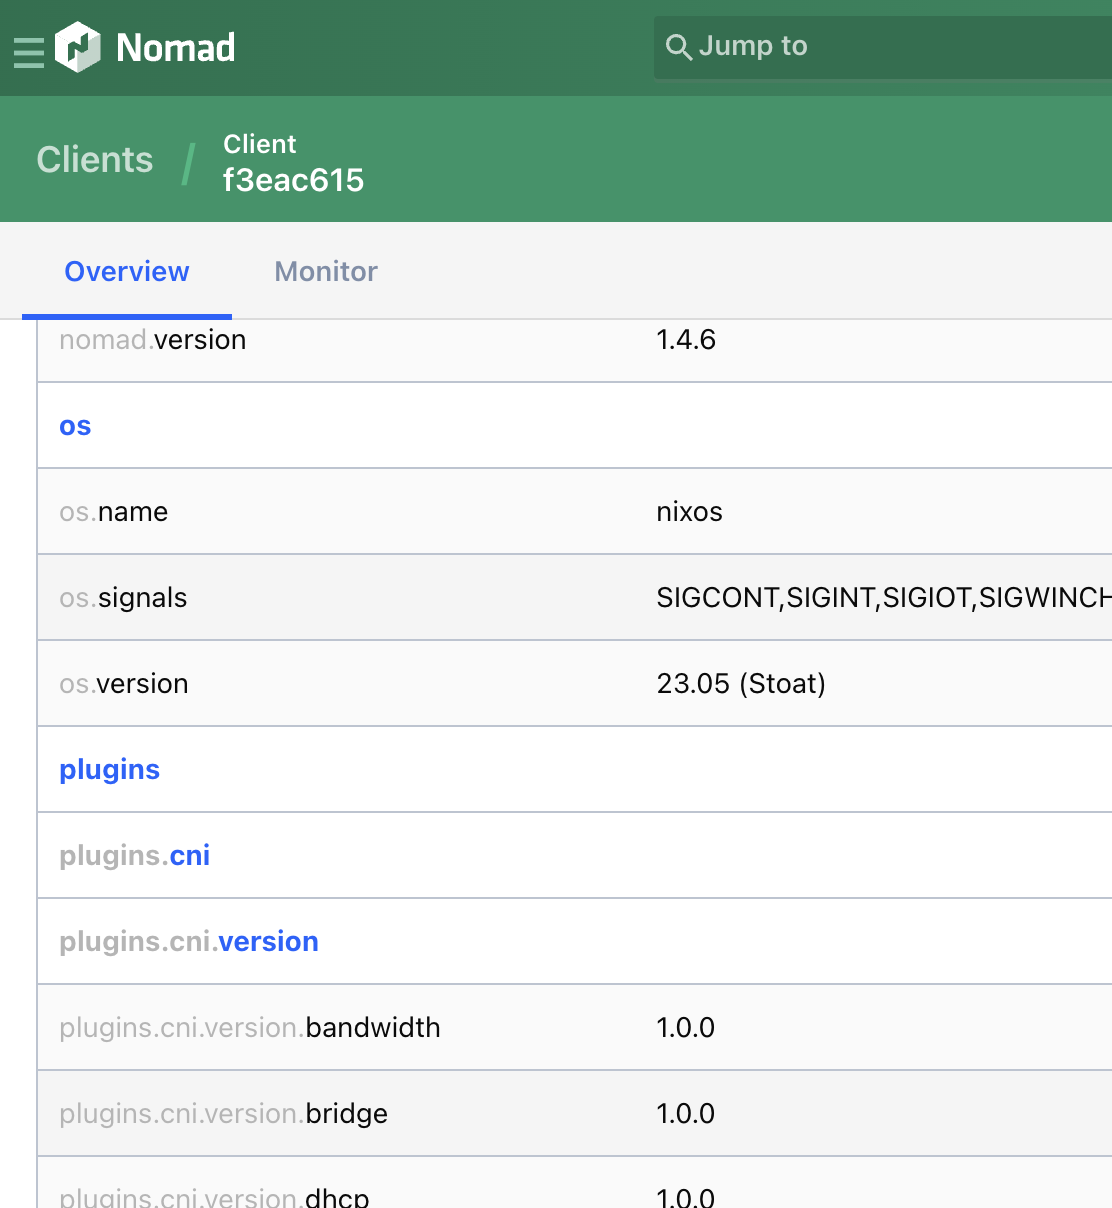 Nomad
Jump to
Clients / Client
f3eac615
Overview Monitor
nomad.version 1.4.6
os
os.name nixos
os.signals SIGCONT,SIGINT,SIGIOT,SIGWINCH
os.version 23.05 (Stoat)
plugins
plugins.cni
plugins.cni.version
plugins.cni.version.bandwidth 1.0.0
plugins.cni.version.bridge 1.0.0
plugins.cni.version.dhcp 1.0.0